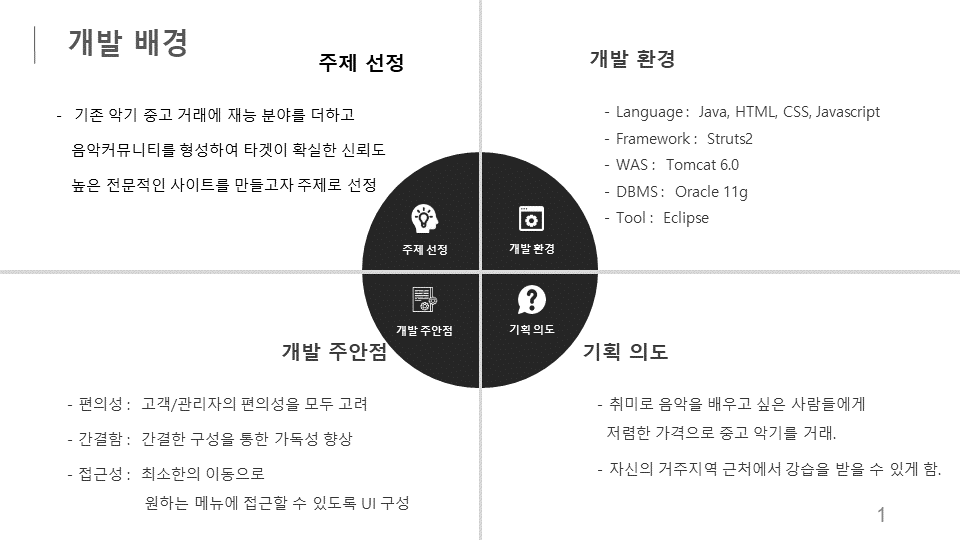 개발 배경
주제 선정
- 기존 악기 중고 거래에 재능 분야를 더하고
음악커뮤니티를 형성하여 타겟이 확실한 신뢰도
높은 전문적인 사이트를 만들고자 주제로 선정
개발 환경
- Language : Java, HTML, CSS, Javascript
- Framework : Struts2
- WAS : Tomcat 6.0
- DBMS : Oracle 11g
- Tool : Eclipse
주제 선정
개발 환경
개발 주안점
기획 의도
개발 주안점
- 편의성 : 고객/관리자의 편의성을 모두 고려
- 간결함 : 간결한 구성을 통한 가독성 향상
- 접근성 : 최소한의 이동으로
원하는 메뉴에 접근할 수 있도록 UI 구성
기획 의도
- 취미로 음악을 배우고 싶은 사람들에게
저렴한 가격으로 중고 악기를 거래.
- 자신의 거주지역 근처에서 강습을 받을 수 있게 함.
1